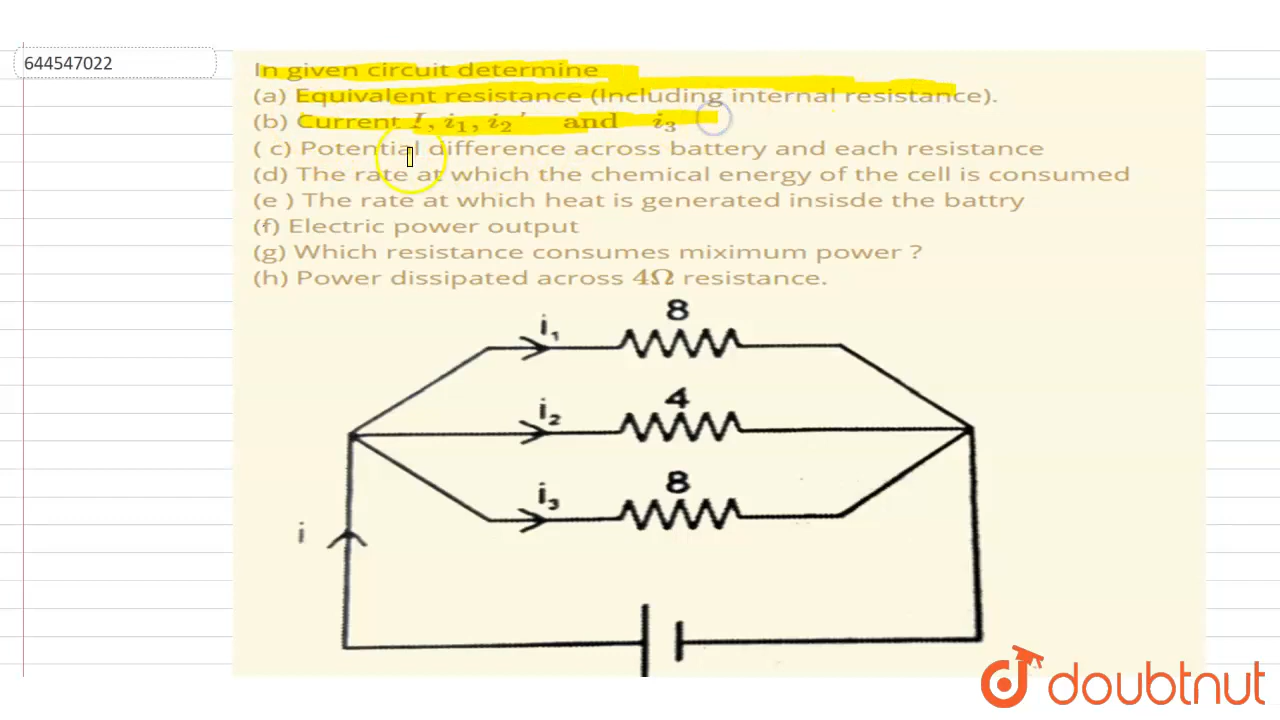 644547022
In given circuit determine
(a) Equivalent resistance (Including internal resistance).
(b) Current I, i₁, i₂′ and i₃
( c) Potential difference across battery and each resistance
(d) The rate at which the chemical energy of the cell is consumed
(e ) The rate at which heat is generated insisde the battry
(f) Electric power output
(g) Which resistance consumes miximum power ?
(h) Power dissipated across 4Ω resistance.
8
i₁
4
i₂
8
i₃
i
doubtnut